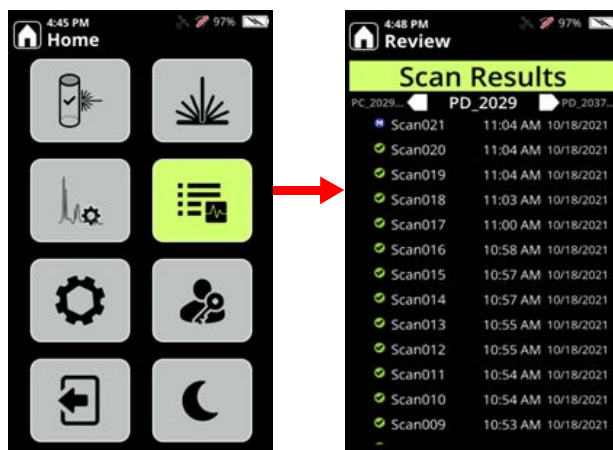 4:45 PM
97%
Home
4:48 PM
97%
Review
Scan Results
PC_2029... PD_2029 PD_2037...
Scan021 11:04 AM 10/18/2021
Scan020 11:04 AM 10/18/2021
Scan019 11:04 AM 10/18/2021
Scan018 11:03 AM 10/18/2021
Scan017 11:00 AM 10/18/2021
Scan016 10:58 AM 10/18/2021
Scan015 10:57 AM 10/18/2021
Scan014 10:57 AM 10/18/2021
Scan013 10:55 AM 10/18/2021
Scan012 10:55 AM 10/18/2021
Scan011 10:54 AM 10/18/2021
Scan010 10:54 AM 10/18/2021
Scan009 10:53 AM 10/18/2021